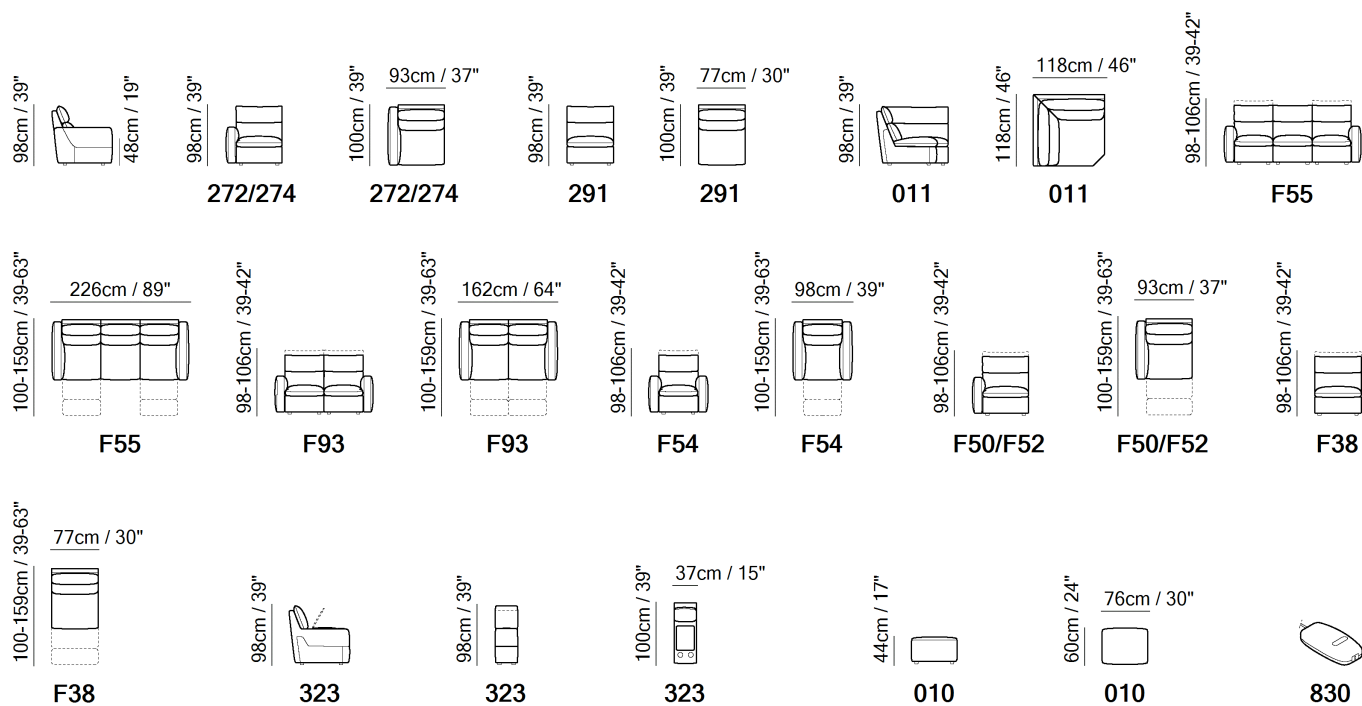 98cm / 39"
48cm / 19"
98cm / 39"
272/274
100cm / 39"
93cm / 37"
272/274
98cm / 39"
291
100cm / 39"
77cm / 30"
291
98cm / 39"
011
118cm / 46"
118cm / 46"
011
98-106cm / 39-42"
F55
100-159cm / 39-63"
226cm / 89"
F55
98-106cm / 39-42"
F93
100-159cm / 39-63"
162cm / 64"
F93
98-106cm / 39-42"
F54
100-159cm / 39-63"
98cm / 39"
F54
98-106cm / 39-42"
F50/F52
100-159cm / 39-63"
93cm / 37"
F50/F52
98-106cm / 39-42"
F38
100-159cm / 39-63"
77cm / 30"
F38
98cm / 39"
323
98cm / 39"
323
100cm / 39"
37cm / 15"
323
44cm / 17"
010
60cm / 24"
76cm / 30"
010
830